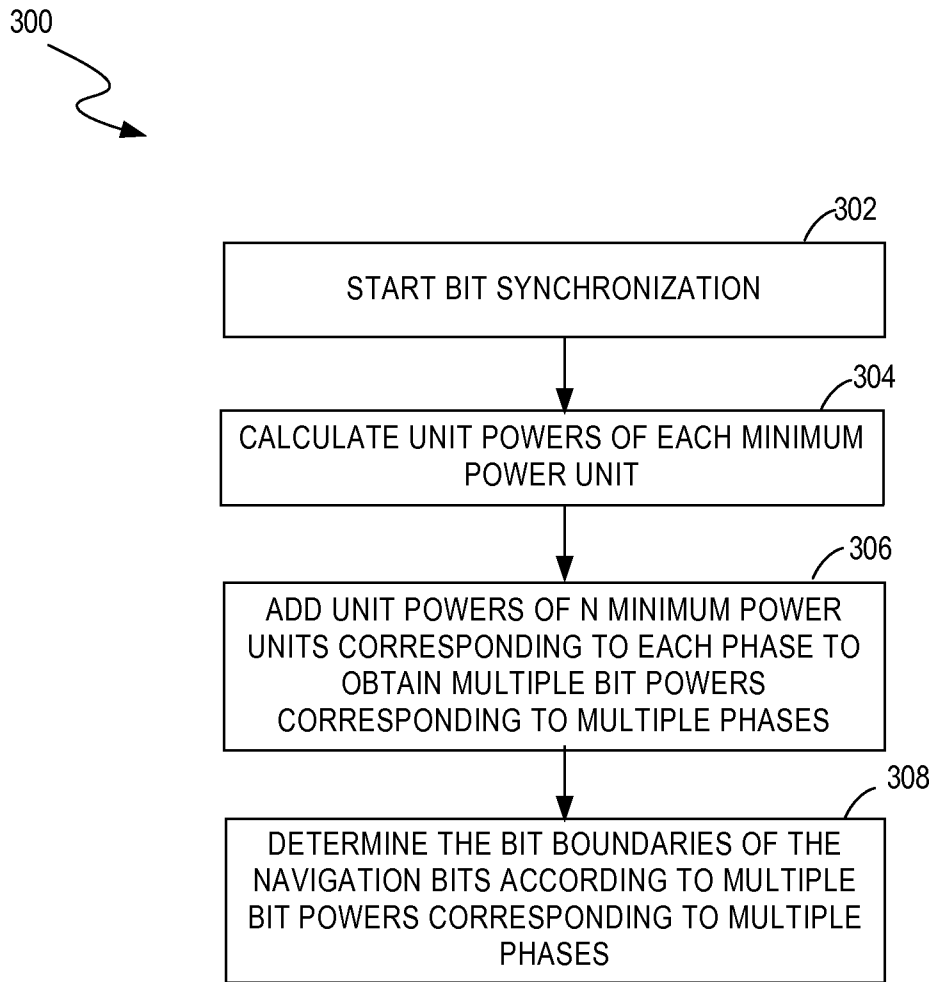 300
302
START BIT SYNCHRONIZATION
304
CALCULATE UNIT POWERS OF EACH MINIMUM
POWER UNIT
306
ADD UNIT POWERS OF N MINIMUM POWER
UNITS CORRESPONDING TO EACH PHASE TO
OBTAIN MULTIPLE BIT POWERS
CORRESPONDING TO MULTIPLE PHASES
308
DETERMINE THE BIT BOUNDARIES OF THE
NAVIGATION BITS ACCORDING TO MULTIPLE
BIT POWERS CORRESPONDING TO MULTIPLE
PHASES